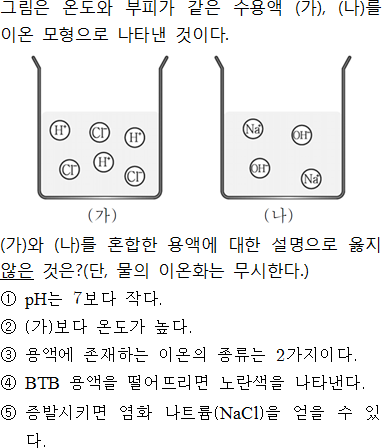 그림은 온도와 부피가 같은 수용액 (가), (나)를
이온 모형으로 나타낸 것이다.
H⁺ Cl⁻ H⁺
Cl⁻ H⁺ Cl⁻
(가)
Na⁺ OH⁻
OH⁻ Na⁺
(나)
(가)와 (나)를 혼합한 용액에 대한 설명으로 옳지
않은 것은?(단, 물의 이온화는 무시한다.)
① pH는 7보다 작다.
② (가)보다 온도가 높다.
③ 용액에 존재하는 이온의 종류는 2가지이다.
④ BTB 용액을 떨어뜨리면 노란색을 나타낸다.
⑤ 증발시키면 염화 나트륨(NaCl)을 얻을 수 있
다.